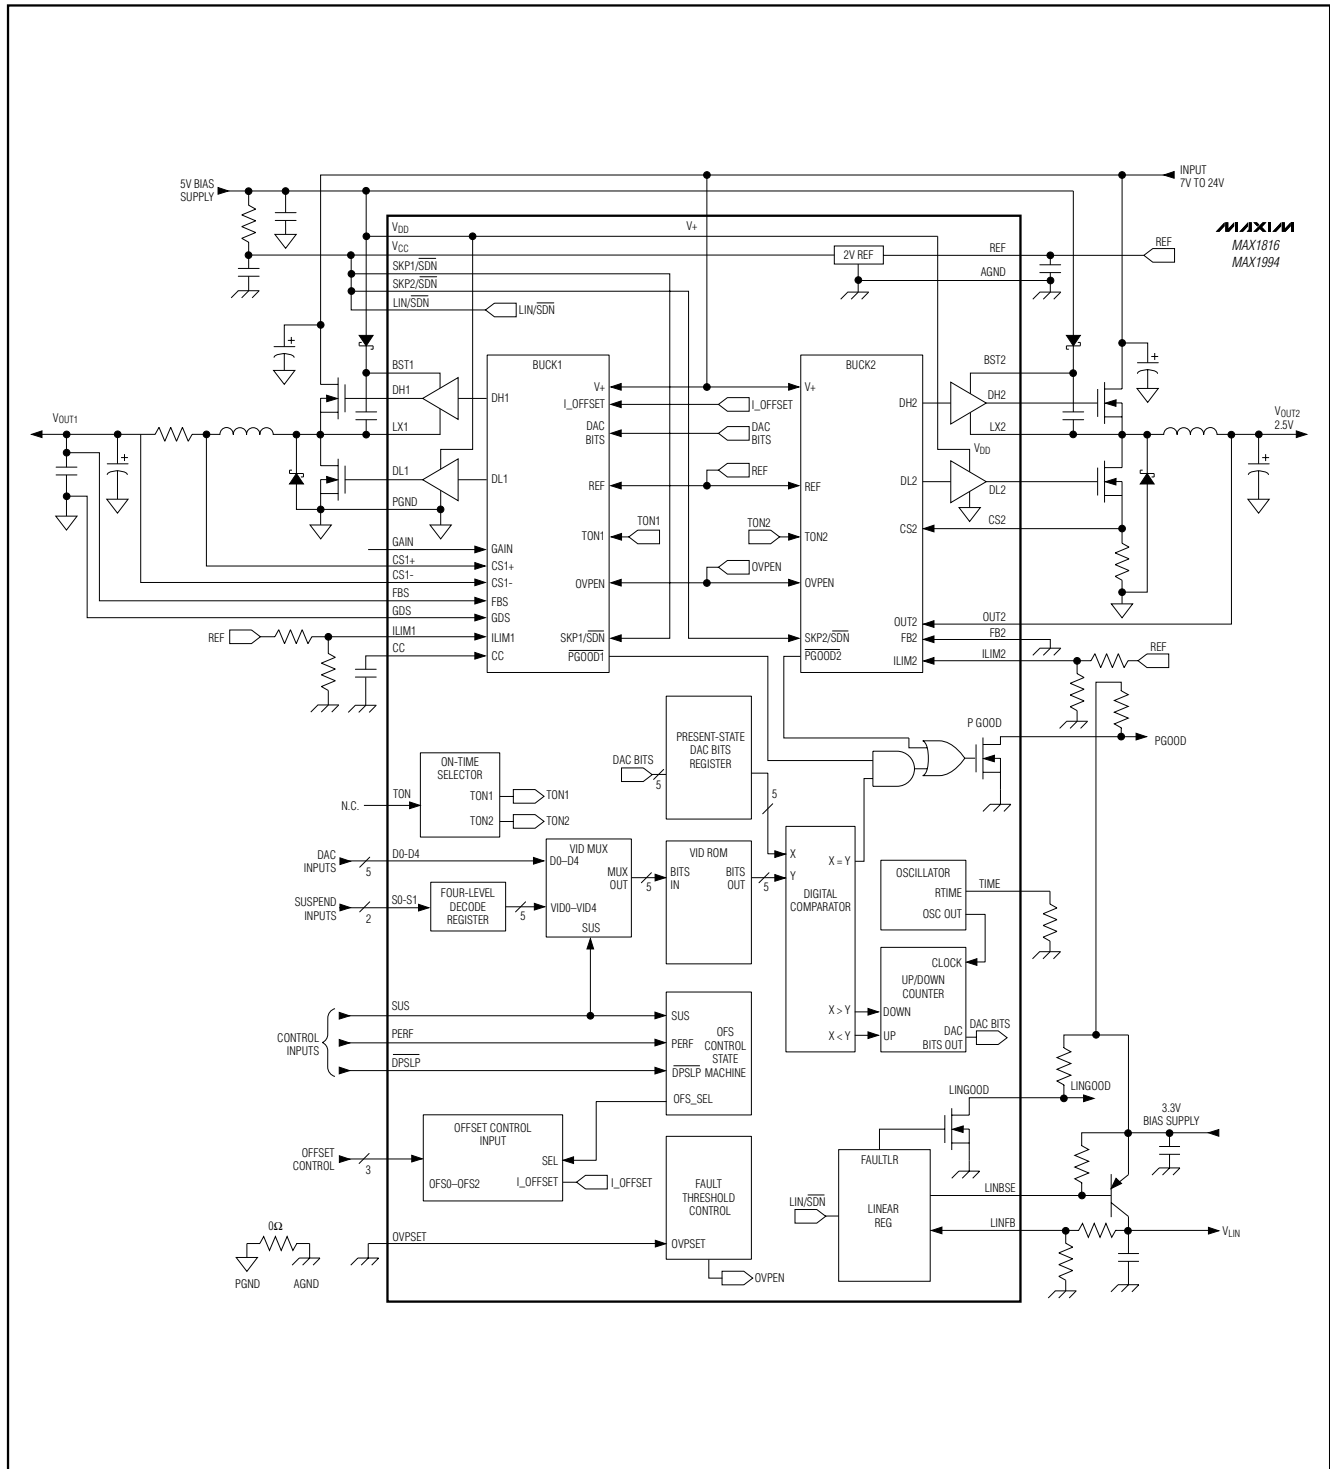 5V BIAS
SUPPLY
INPUT
7V TO 24V
MAXIM
MAX1816
MAX1994
VDD
V+
VCC
2V REF
REF
REF
SKP1/SDN
AGND
SKP2/SDN
LIN/SDN
LIN/SDN
BST1
BUCK1
BUCK2
BST2
V+
V+
DH1
DH1
I_OFFSET
I_OFFSET
DH2
DH2
VOUT1
LX1
DAC
BITS
DAC
BITS
LX2
VOUT2
2.5V
VDD
DL1
DL1
REF
REF
REF
DL2
DL2
PGND
TON1
TON1
TON2
TON2
CS2
CS2
GAIN
GAIN
CS1+
CS1+
CS1-
CS1-
OVPEN
OVPEN
OVPEN
FBS
FBS
GDS
GDS
OUT2
OUT2
REF
ILIM1
ILIM1
SKP1/SDN
SKP2/SDN
FB2
FB2
CC
CC
PGOOD1
PGOOD2
ILIM2
ILIM2
REF
PRESENT-STATE
DAC BITS
REGISTER
P GOOD
PGOOD
DAC BITS
5
5
ON-TIME
SELECTOR
N.C.
TON
TON1
TON1
TON2
TON2
DAC
INPUTS
5
D0-D4
VID MUX
D0–D4
MUX
OUT
5
VID0–VID4
SUS
VID ROM
BITS
IN
BITS
OUT
5
X
Y
X = Y
DIGITAL
COMPARATOR
X > Y
X < Y
OSCILLATOR
RTIME
OSC OUT
TIME
SUSPEND
INPUTS
2
S0-S1
FOUR-LEVEL
DECODE
REGISTER
5
CLOCK
UP/DOWN
COUNTER
DOWN
UP
DAC
BITS OUT
DAC BITS
CONTROL
INPUTS
SUS
PERF
DPSLP
SUS
PERF
DPSLP
OFS
CONTROL
STATE
MACHINE
OFS_SEL
LINGOOD
LINGOOD
3.3V
BIAS SUPPLY
OFFSET
CONTROL
3
OFFSET CONTROL
INPUT
SEL
OFS0–OFS2
I_OFFSET
I_OFFSET
FAULT
THRESHOLD
CONTROL
OVPSET
FAULTLR
LINEAR
REG
LIN/SDN
LINBSE
LINFB
VLIN
0Ω
PGND
AGND
OVPSET
OVPEN